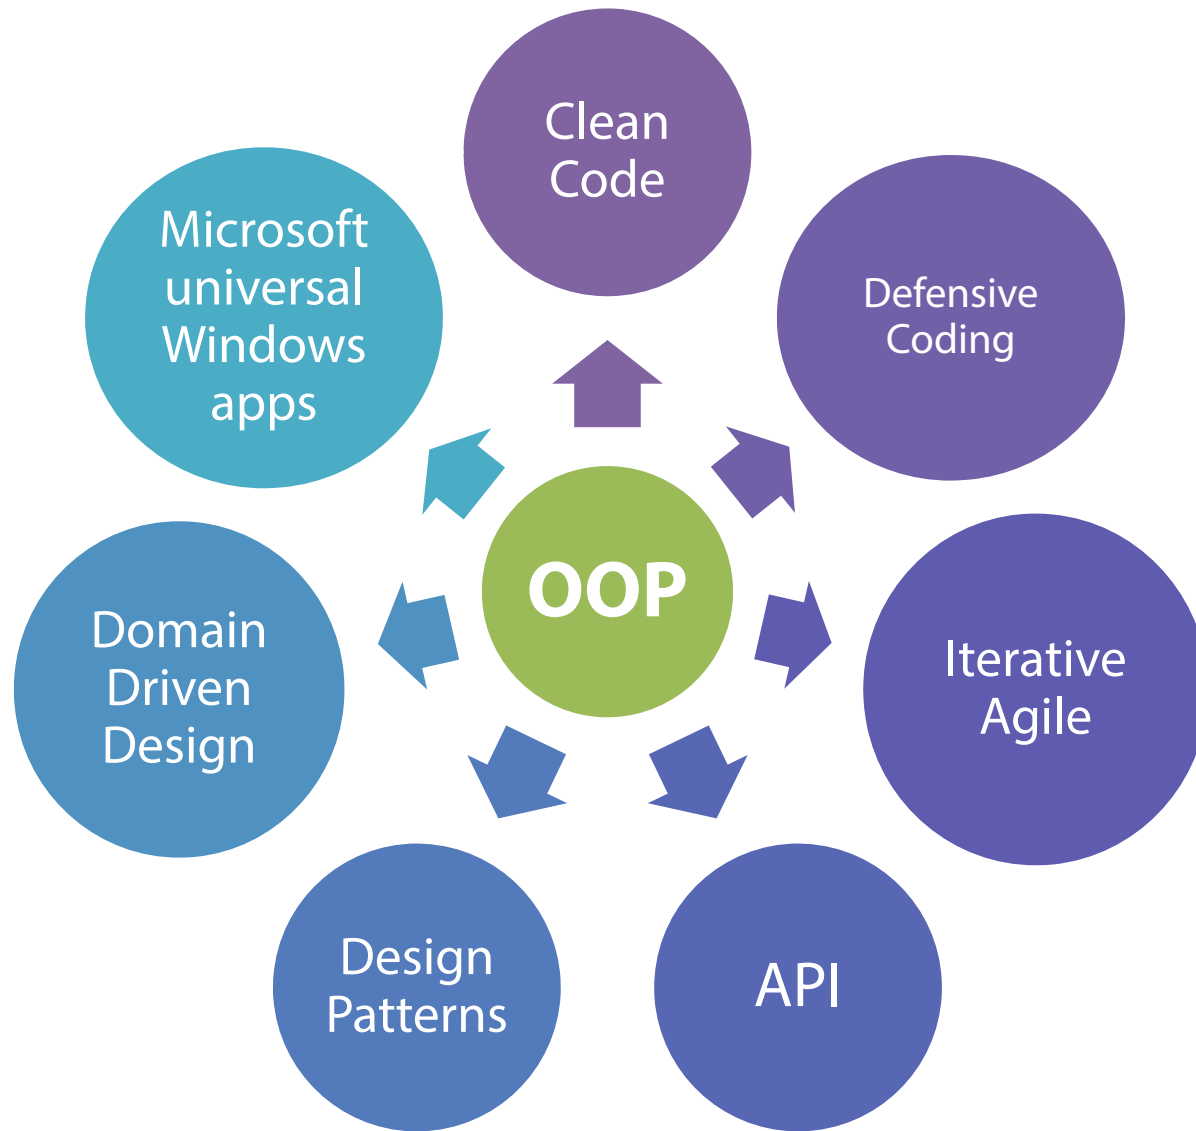 Clean
Code
Microsoft
universal
Windows
apps
Defensive
Coding
OOP
Domain
Driven
Design
Iterative
Agile
Design
Patterns
API